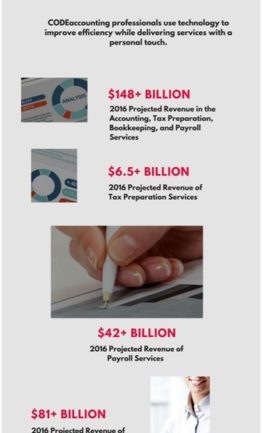 CODEaccounting professionals use technology to
improve efficiency while delivering services with a
personal touch.
ANALYSIS
$148+ BILLION
2016 Projected Revenue in the
Accounting, Tax Preparation,
Bookkeeping, and Payroll
Services
$6.5+ BILLION
2016 Projected Revenue of
Tax Preparation Services
$42+ BILLION
2016 Projected Revenue of
Payroll Services
$81+ BILLION
2016 Projected Revenue of